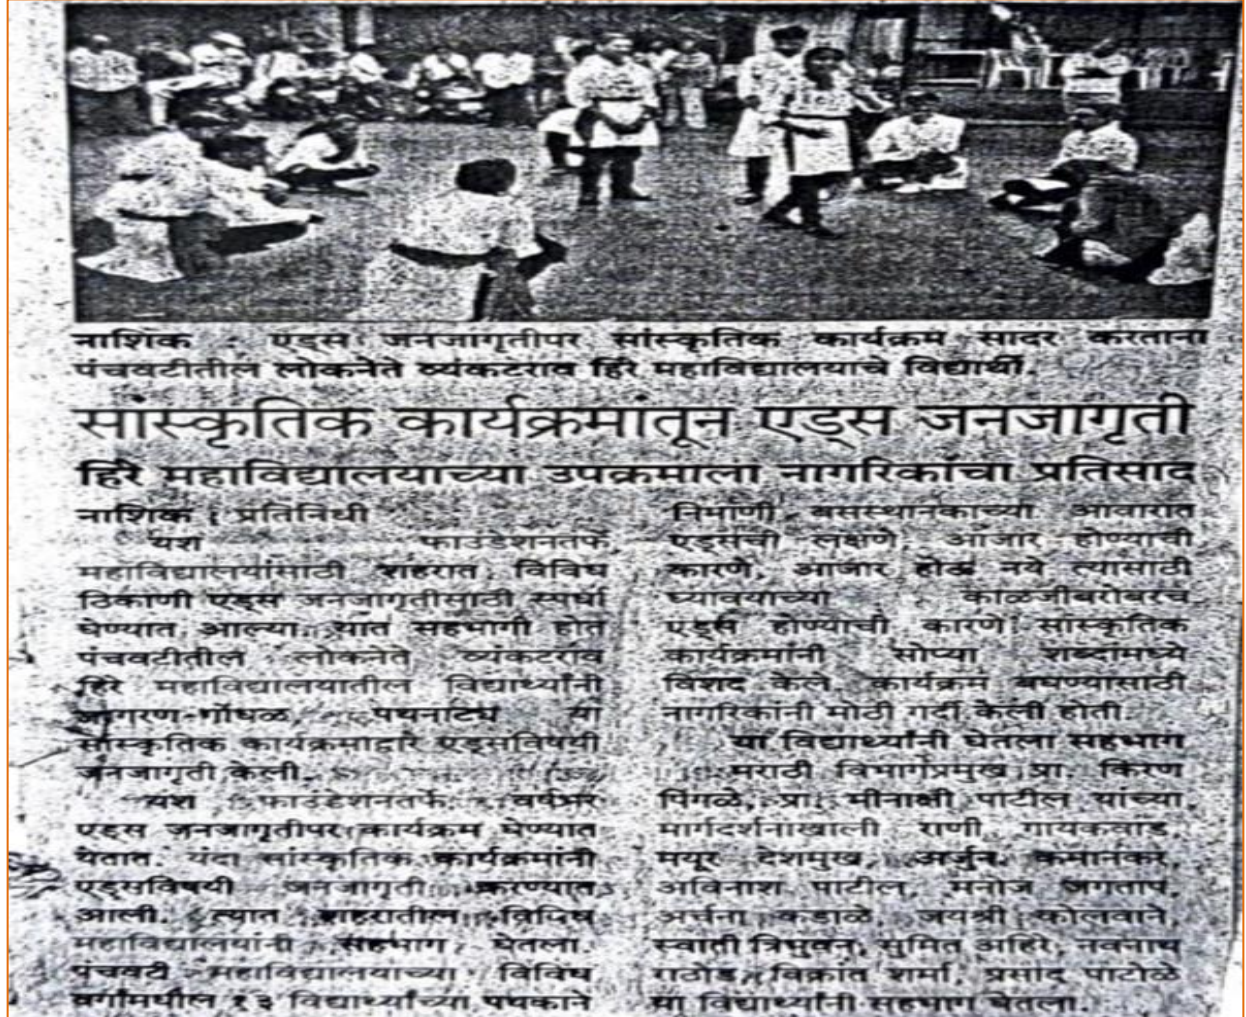 नाशिक : एड्स जनजागृतीपर सांस्कृतिक कार्यक्रम सादर करताना
पंचवटीतील लोकनेते व्यंकटराव हिरे महाविद्यालयाचे विद्यार्थी.
सांस्कृतिक कार्यक्रमातून एड्स जनजागृती
हिरे महाविद्यालयाच्या उपक्रमाला नागरिकांचा प्रतिसाद
नाशिक : प्रतिनिधी
यश फाउंडेशनतर्फे
महाविद्यालयांसाठी शहरात विविध
ठिकाणी एड्स जनजागृतीसाठी स्पर्धा
घेण्यात आल्या. यात सहभागी होत
पंचवटीतील लोकनेते व्यंकटराव
हिरे महाविद्यालयातील विद्यार्थ्यांनी
जागरण-गोंधळ, पथनाट्य या
सांस्कृतिक कार्यक्रमाद्वारे एड्सविषयी
जनजागृती केली.
यश फाउंडेशनतर्फे वर्षभर
एड्स जनजागृतीपर कार्यक्रम घेण्यात
येतात. यंदा सांस्कृतिक कार्यक्रमांनी
एड्सविषयी जनजागृती करण्यात
आली. त्यात शहरातील विविध
महाविद्यालयांनी सहभाग घेतला.
पंचवटी महाविद्यालयाच्या विविध
वर्गांमधील १३ विद्यार्थ्यांच्या पथकाने
निमाणी बसस्थानकाच्या आवारात
एड्सची लक्षणे, आजार होण्याची
कारणे, आजार होऊ नये त्यासाठी
घ्यावयाच्या काळजीबरोबरच
एड्स होण्याची कारणे सांस्कृतिक
कार्यक्रमांनी सोप्या शब्दांमध्ये
विशद केले. कार्यक्रम बघण्यासाठी
नागरिकांनी मोठी गर्दी केली होती.
या विद्यार्थ्यांनी घेतला सहभाग
मराठी विभागप्रमुख प्रा. किरण
पिंगळे, प्रा. मीनाक्षी पाटील यांच्या
मार्गदर्शनाखाली राणी गायकवाड,
मयूर देशमुख, अर्जुन कमानकर,
अविनाश पाटील, मनोज जगताप,
अर्चना कडाळे, जयश्री कोलवाने,
स्वाती त्रिभुवन, सुमित अहिरे, नवनाथ
राठोड, विक्रांत शर्मा, प्रसाद पाटोळे
या विद्यार्थ्यांनी सहभाग घेतला.